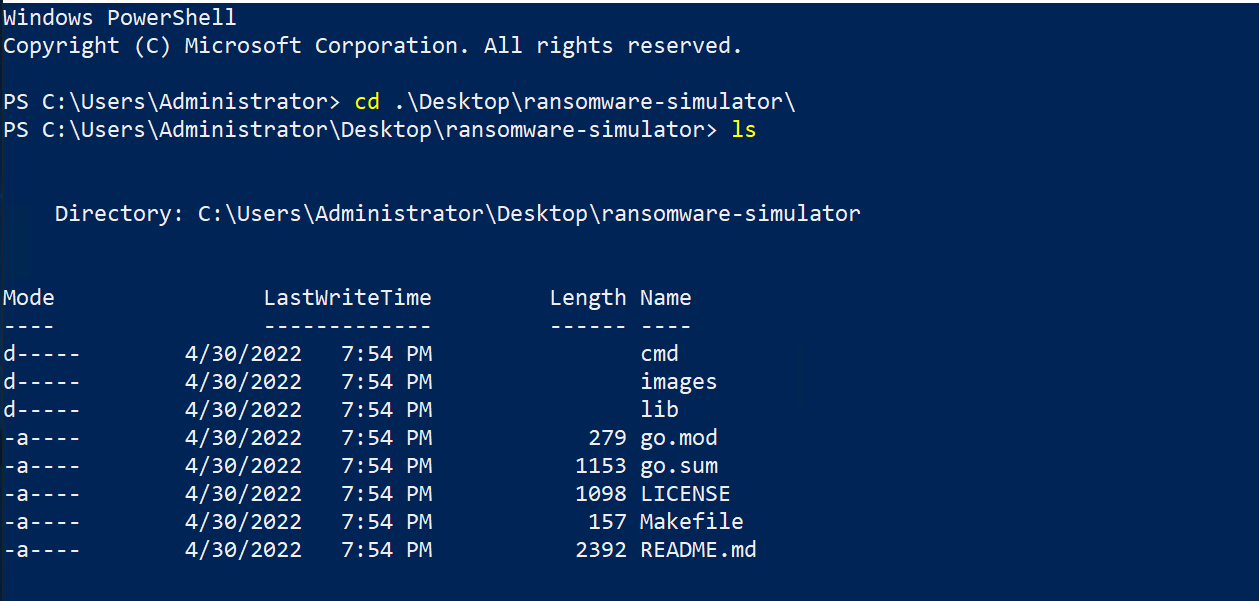 Windows PowerShell
Copyright (C) Microsoft Corporation. All rights reserved.
PS C:\Users\Administrator> cd .\Desktop\ransomware-simulator\
PS C:\Users\Administrator\Desktop\ransomware-simulator> ls
Directory: C:\Users\Administrator\Desktop\ransomware-simulator
Mode LastWriteTime Length Name
---- ------------- ------ ----
d----- 4/30/2022 7:54 PM cmd
d----- 4/30/2022 7:54 PM images
d----- 4/30/2022 7:54 PM lib
-a---- 4/30/2022 7:54 PM 279 go.mod
-a---- 4/30/2022 7:54 PM 1153 go.sum
-a---- 4/30/2022 7:54 PM 1098 LICENSE
-a---- 4/30/2022 7:54 PM 157 Makefile
-a---- 4/30/2022 7:54 PM 2392 README.md